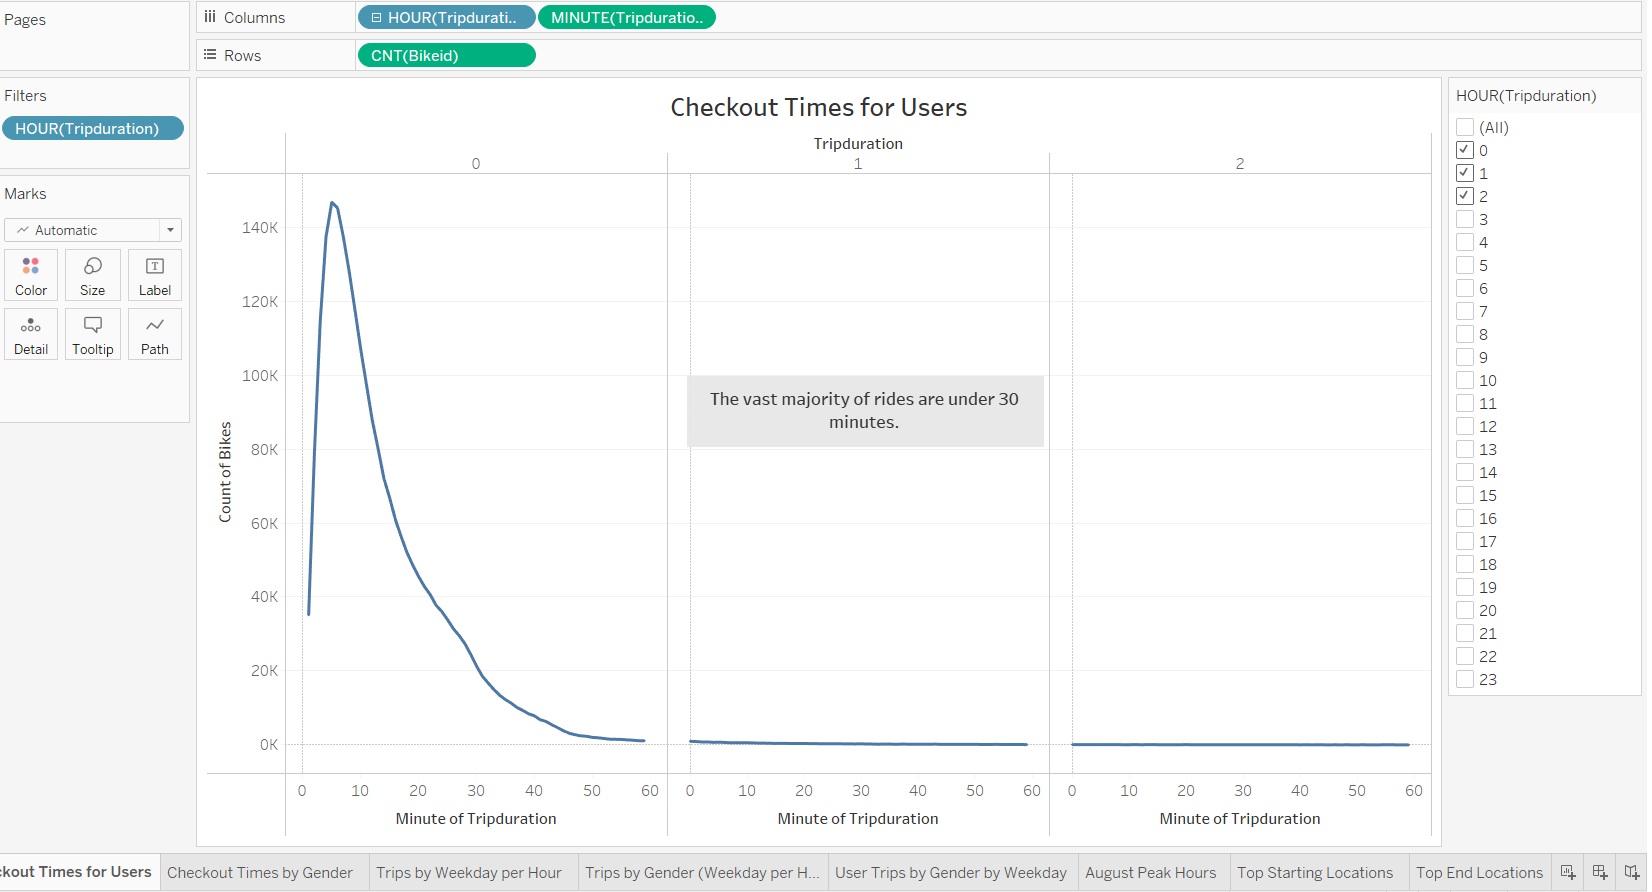 Pages
Columns
HOUR(Tripdurati..
MINUTE(Tripduratio..
Rows
CNT(Bikeid)
Filters
HOUR(Tripduration)
Marks
Automatic
Color
Size
Label
Detail
Tooltip
Path
Checkout Times for Users
Tripduration
0
1
2
Count of Bikes
140K
120K
100K
80K
60K
40K
20K
0K
The vast majority of rides are under 30
minutes.
0 10 20 30 40 50 60
0 10 20 30 40 50 60
0 10 20 30 40 50 60
Minute of Tripduration
Minute of Tripduration
Minute of Tripduration
HOUR(Tripduration)
(All)
0
1
2
3
4
5
6
7
8
9
10
11
12
13
14
15
16
17
18
19
20
21
22
23
ckout Times for Users
Checkout Times by Gender
Trips by Weekday per Hour
Trips by Gender (Weekday per H...
User Trips by Gender by Weekday
August Peak Hours
Top Starting Locations
Top End Locations